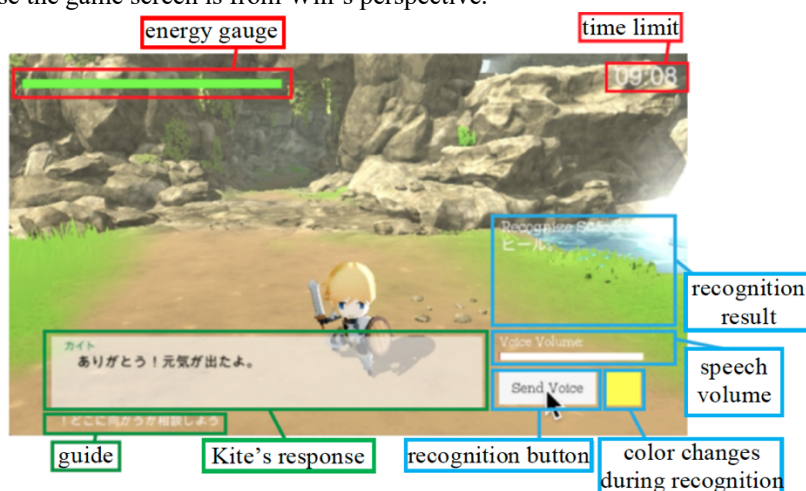 se the game screen is from Will's perspective.
energy gauge
time limit
09:08
Recognize
ヒール。
recognition
result
カイト
ありがとう!元気が出たよ。
Voice Volume:
speech
volume
Send Voice
！どこに向かうか相談しよう
guide
Kite's response
recognition button
color changes
during recognition